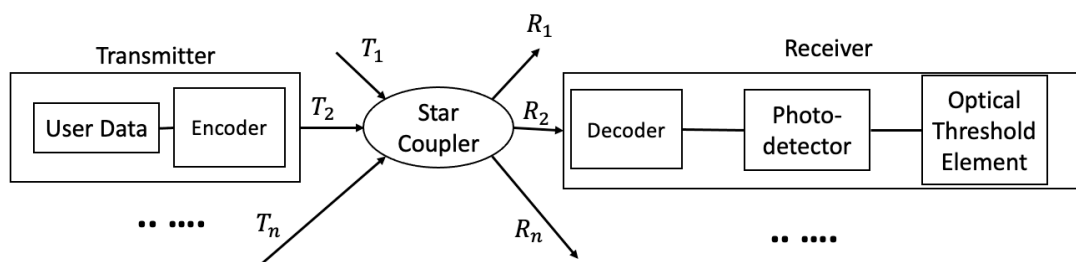 Transmitter
User Data
Encoder
T₁
T₂
Tₙ
Star
Coupler
R₁
R₂
Rₙ
Receiver
Decoder
Photo-
detector
Optical
Threshold
Element